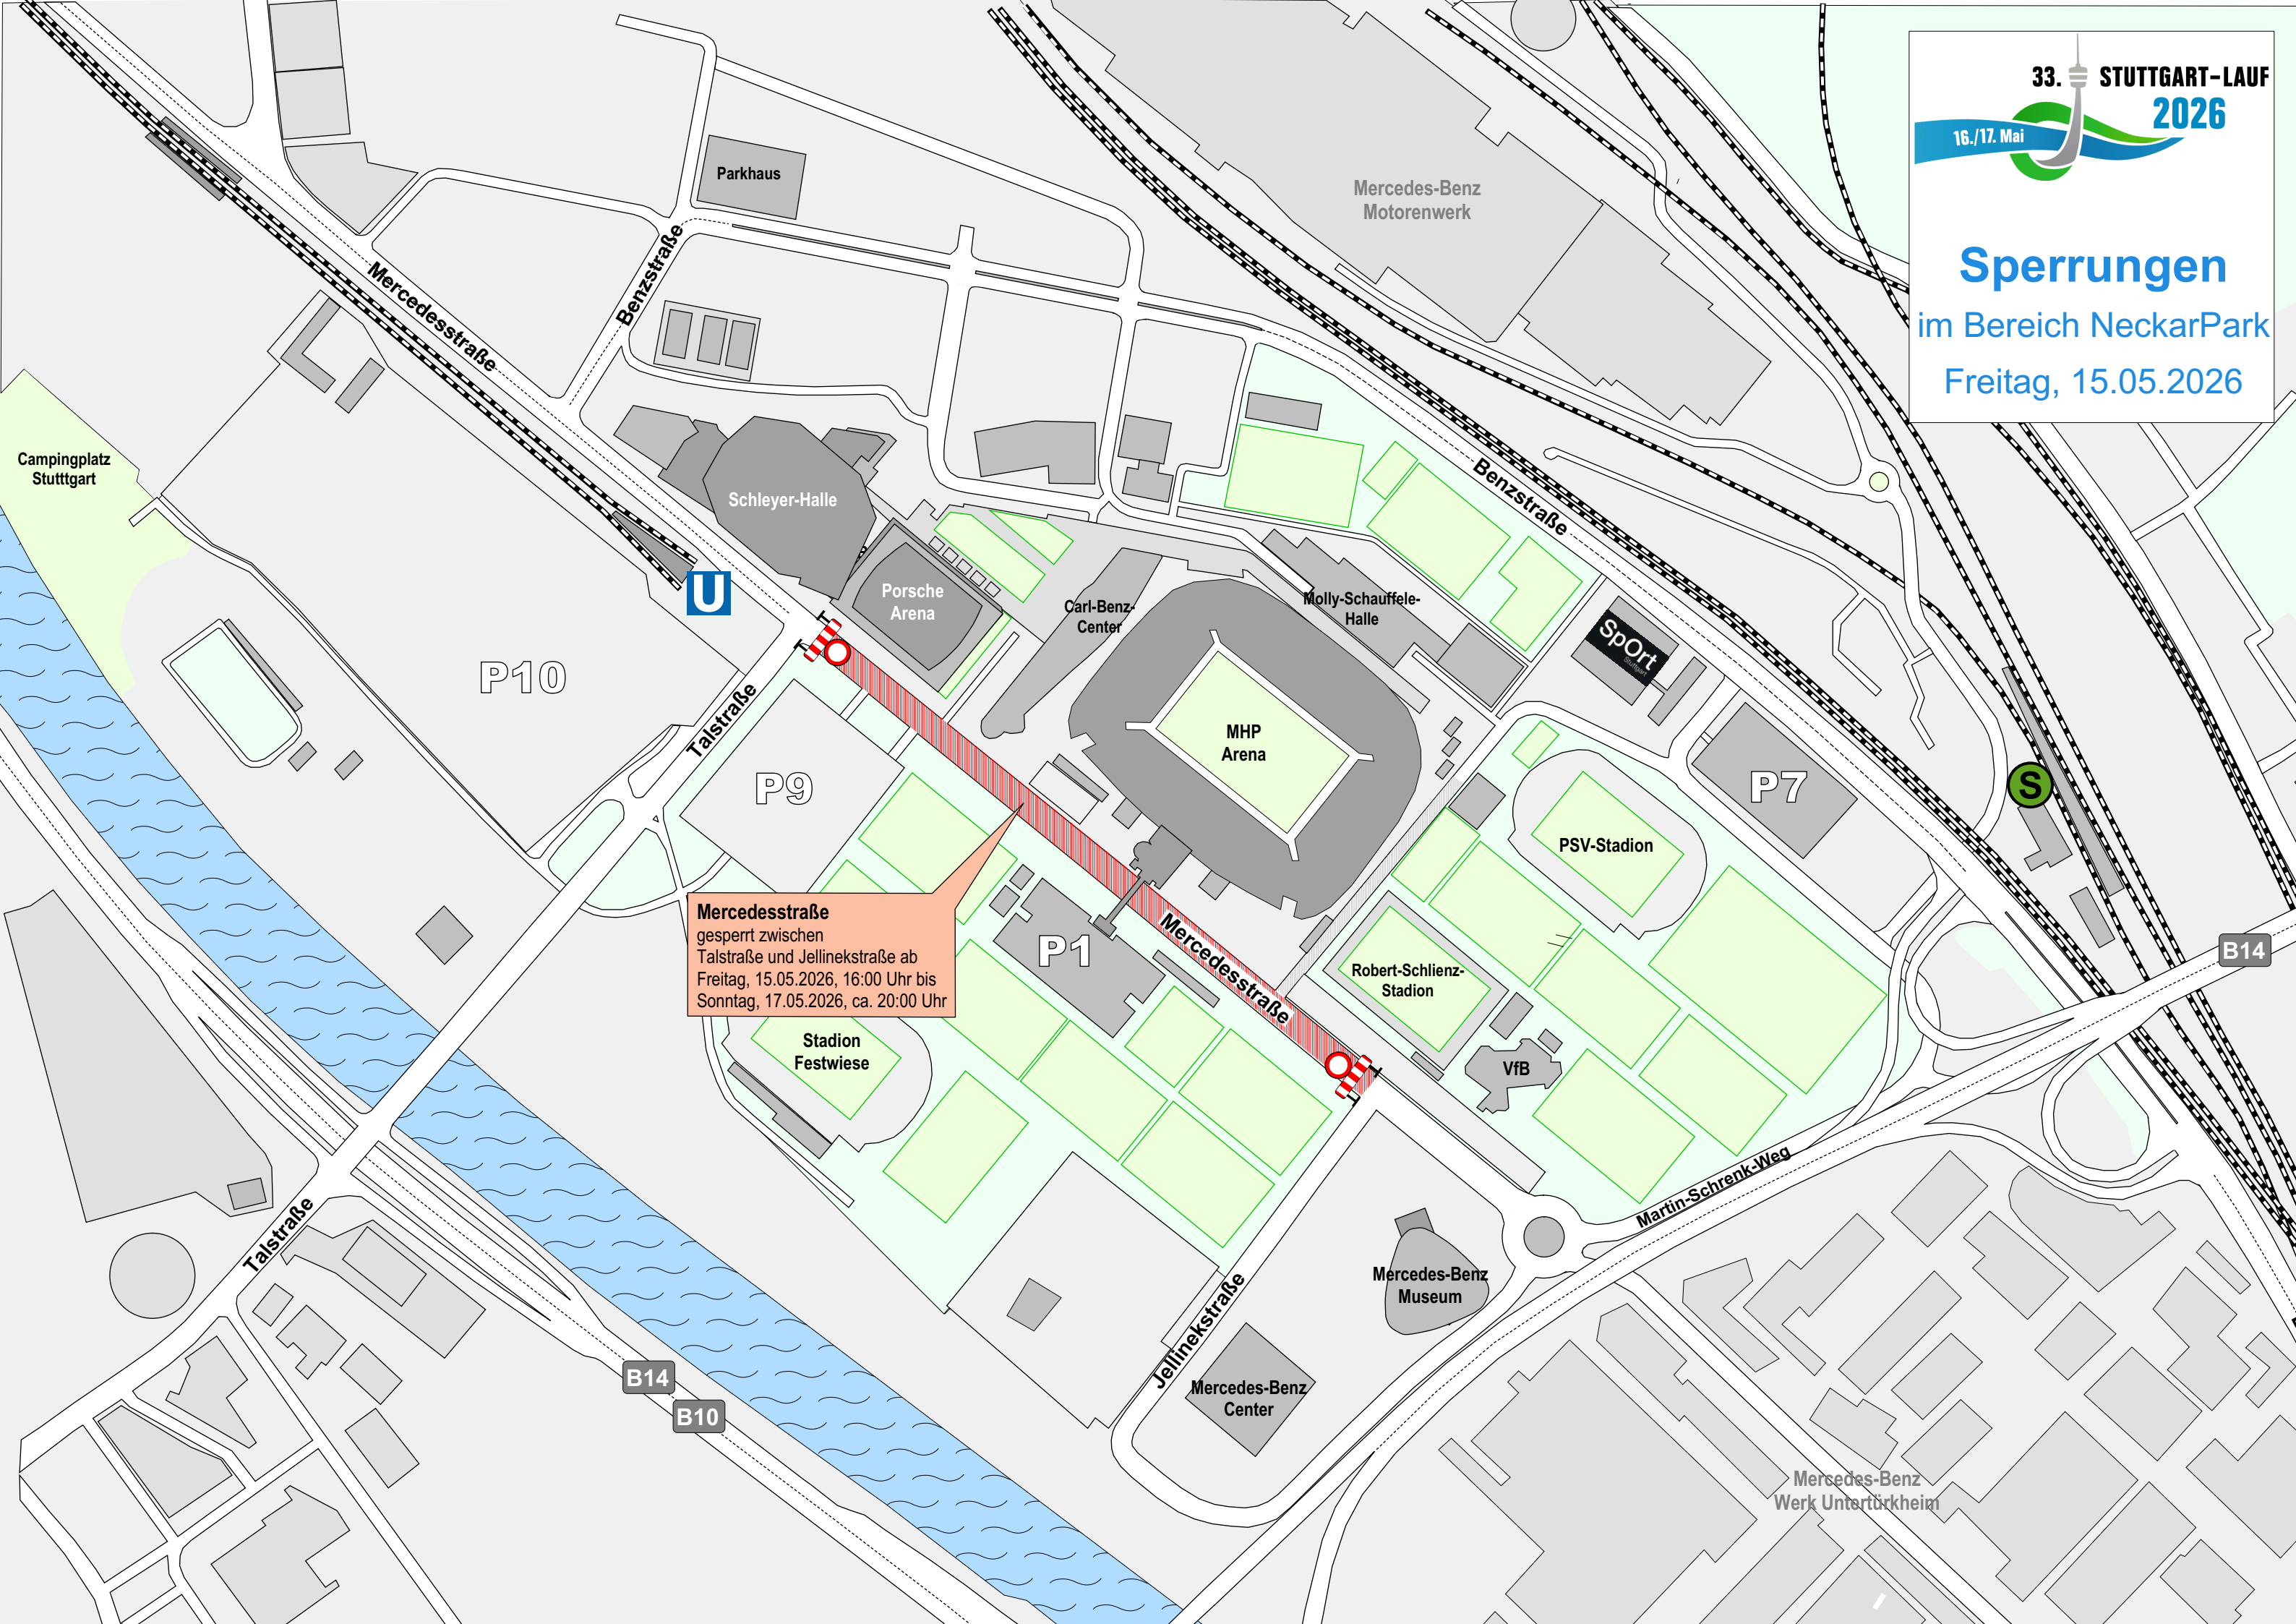 33. STUTTGART-LAUF
2026
16./17. Mai
Sperrungen
im Bereich NeckarPark
Freitag, 15.05.2026
Parkhaus
Mercedes-Benz
Motorenwerk
Benzstraße
Mercedesstraße
Campingplatz
Stutttgart
Schleyer-Halle
Benzstraße
U
Porsche
Arena
Carl-Benz-
Center
Molly-Schauffele-
Halle
SpOrt
Stuttgart
P10
Talstraße
MHP
Arena
P9
P7
S
PSV-Stadion
Mercedesstraße
gesperrt zwischen
Talstraße und Jellinekstraße ab
Freitag, 15.05.2026, 16:00 Uhr bis
Sonntag, 17.05.2026, ca. 20:00 Uhr
P1
Mercedesstraße
Robert-Schlienz-
Stadion
B14
Stadion
Festwiese
VfB
Martin-Schrenk-Weg
Talstraße
Mercedes-Benz
Museum
Jellinekstraße
B14
B10
Mercedes-Benz
Center
Mercedes-Benz
Werk Untertürkheim